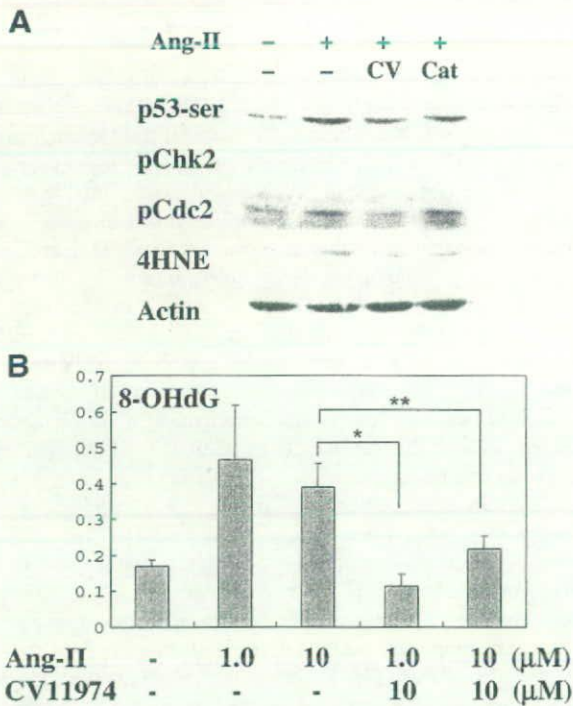 A
Ang-II - + + +
- - CV Cat
p53-ser
pChk2
pCdc2
4HNE
Actin
B
8-OHdG
0.7
0.6
0.5
0.4
0.3
0.2
0.1
0
**
*
Ang-II - 1.0 10 1.0 10 (μM)
CV11974 - - - 10 10 (μM)